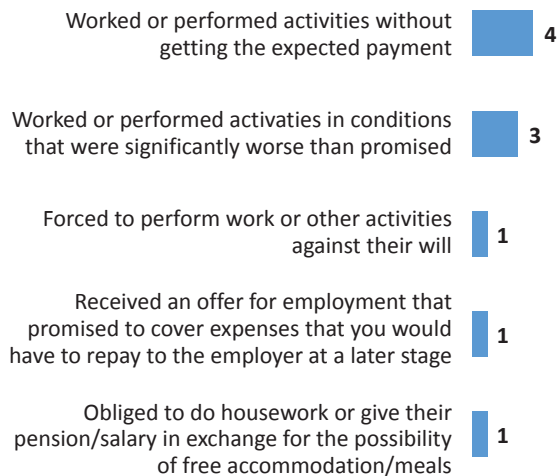 Worked or performed activities without
getting the expected payment
4
Worked or performed activaties in conditions
that were significantly worse than promised
3
Forced to perform work or other activities
against their will
1
Received an offer for employment that
promised to cover expenses that you would
have to repay to the employer at a later stage
1
Obliged to do housework or give their
pension/salary in exchange for the possibility
of free accommodation/meals
1